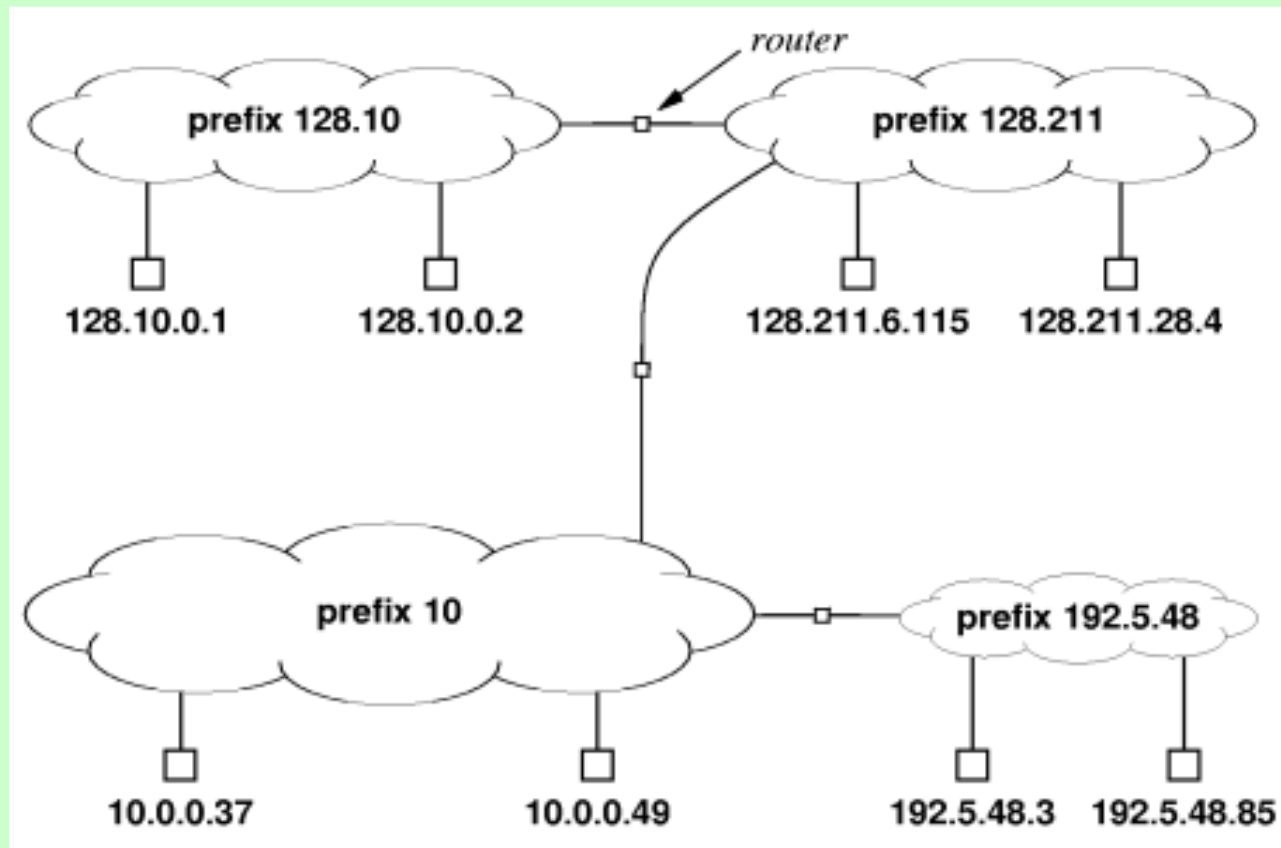 router
prefix 128.10
prefix 128.211
128.10.0.1
128.10.0.2
128.211.6.115
128.211.28.4
prefix 10
prefix 192.5.48
10.0.0.37
10.0.0.49
192.5.48.3
192.5.48.85